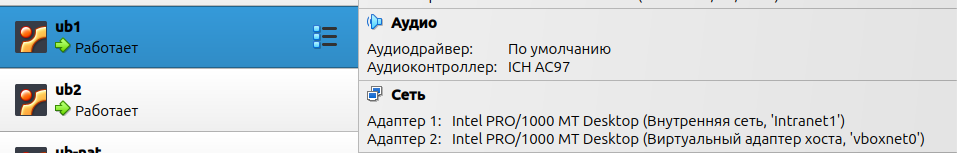 ub1
Работает
ub2
Работает
Аудио
Аудиодрайвер: По умолчанию
Аудиоконтроллер: ICH AC97
Сеть
Адаптер 1: Intel PRO/1000 MT Desktop (Внутренняя сеть, 'Intranet1')
Адаптер 2: Intel PRO/1000 MT Desktop (Виртуальный адаптер хоста, 'vboxnet0')